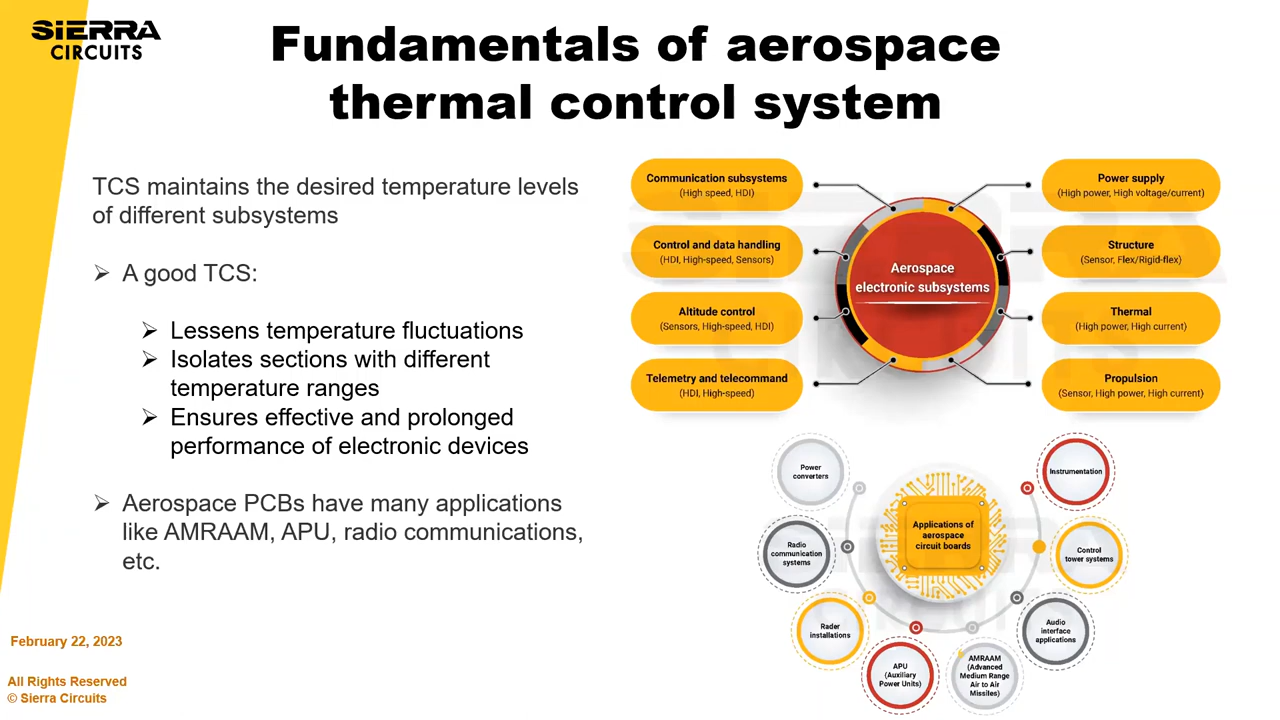 SIERRA
CIRCUITS
Fundamentals of aerospace
thermal control system
TCS maintains the desired temperature levels
of different subsystems
A good TCS:
Lessens temperature fluctuations
Isolates sections with different
temperature ranges
Ensures effective and prolonged
performance of electronic devices
Aerospace PCBs have many applications
like AMRAAM, APU, radio communications,
etc.
February 22, 2023
All Rights Reserved
© Sierra Circuits
Communication subsystems
(High speed, HDI)
Control and data handling
(HDI, High-speed, Sensors)
Altitude control
(Sensors, High-speed, HDI)
Telemetry and telecommand
(HDI, High-speed)
Aerospace
electronic subsystems
Power supply
(High power, High voltage/current)
Structure
(Sensor, Flex/Rigid-flex)
Thermal
(High power, High current)
Propulsion
(Sensor, High power, High current)
Applications of
aerospace
circuit boards
Power
converters
Radio
communication
systems
Rader
installations
APU
(Auxiliary
Power Units)
AMRAAM
(Advanced
Medium Range
Air to Air
Missiles)
Audio
interface
applications
Control
tower systems
Instrumentation
SIERRA
CIRCUITS
SIERRA
CIRCUITS